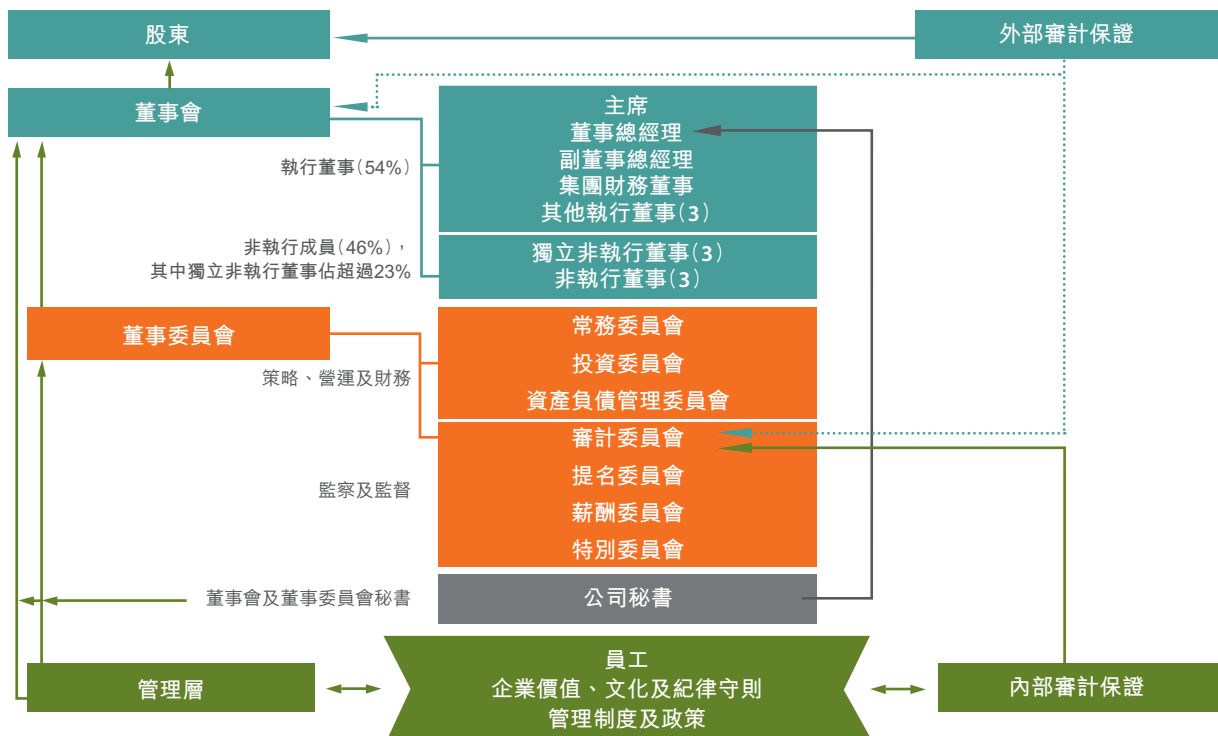 股東
外部審計保證
董事會
執行董事(54%)
非執行成員(46%)，
其中獨立非執行董事佔超過23%
主席
董事總經理
副董事總經理
集團財務董事
其他執行董事(3)
獨立非執行董事(3)
非執行董事(3)
董事委員會
策略、營運及財務
常務委員會
投資委員會
資產負債管理委員會
監察及監督
審計委員會
提名委員會
薪酬委員會
特別委員會
董事會及董事委員會秘書
公司秘書
管理層
員工
企業價值、文化及紀律守則
管理制度及政策
內部審計保證